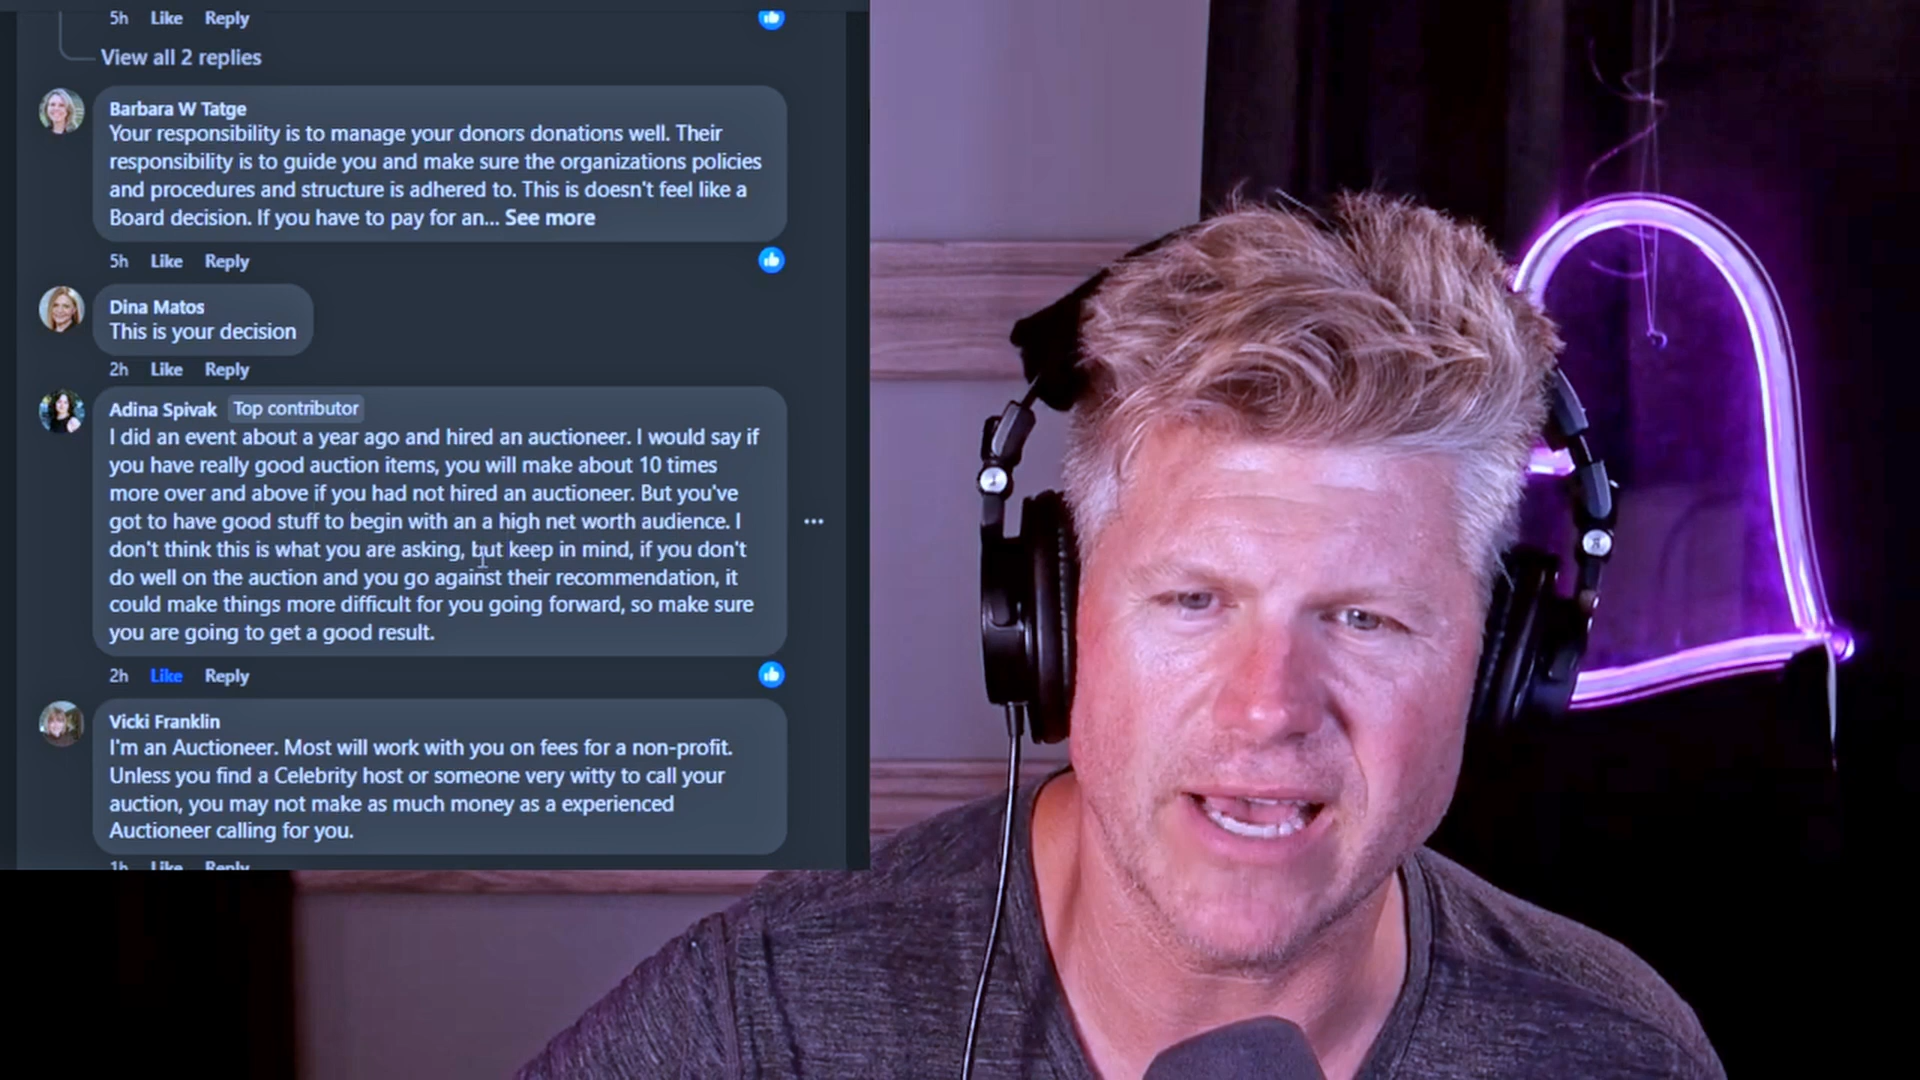 5h Like Reply
View all 2 replies
Barbara W Tatge
Your responsibility is to manage your donors donations well. Their
responsibility is to guide you and make sure the organizations policies
and procedures and structure is adhered to. This is doesn't feel like a
Board decision. If you have to pay for an... See more
5h Like Reply
Dina Matos
This is your decision
2h Like Reply
Adina Spivak Top contributor
I did an event about a year ago and hired an auctioneer. I would say if
you have really good auction items, you will make about 10 times
more over and above if you had not hired an auctioneer. But you've
got to have good stuff to begin with an a high net worth audience. I
don't think this is what you are asking, but keep in mind, if you don't
do well on the auction and you go against their recommendation, it
could make things more difficult for you going forward, so make sure
you are going to get a good result.
2h Like Reply
Vicki Franklin
I'm an Auctioneer. Most will work with you on fees for a non-profit.
Unless you find a Celebrity host or someone very witty to call your
auction, you may not make as much money as a experienced
Auctioneer calling for you.
1h Like Reply